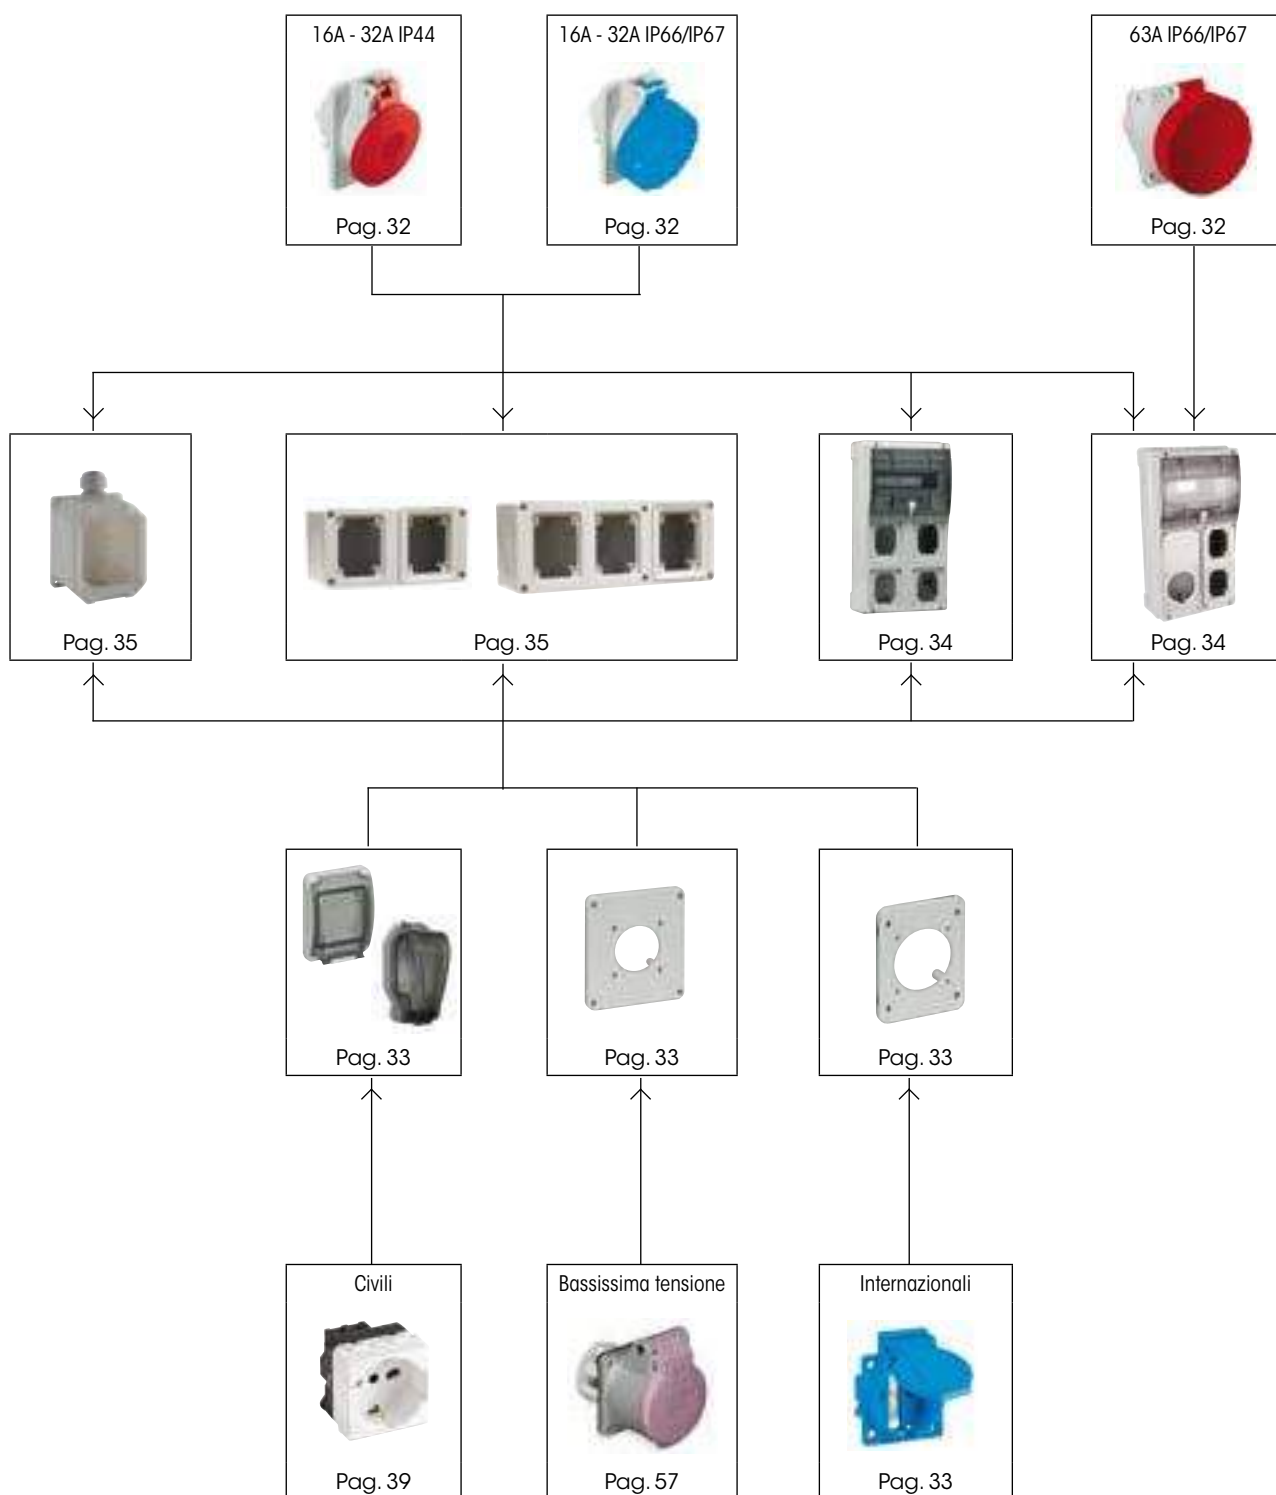 16A - 32A IP44
16A - 32A IP66/IP67
63A IP66/IP67
Pag. 32
Pag. 32
Pag. 32
Pag. 35
Pag. 35
Pag. 34
Pag. 34
Pag. 33
Pag. 33
Pag. 33
Civili
Bassissima tensione
Internazionali
Pag. 39
Pag. 57
Pag. 33